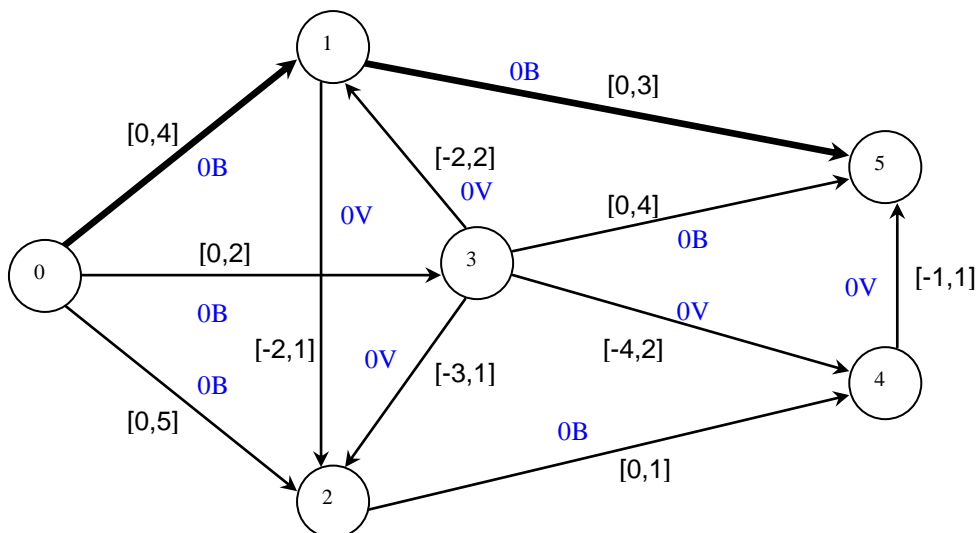 1
0B
[0,3]
[0,4]
0B
[-2,2]
0V
0V
[0,4]
5
0B
[0,2]
3
0
0B
0V
[-1,1]
0V
[-2,1]
0V
[-4,2]
[-3,1]
4
0B
[0,5]
0B
[0,1]
2